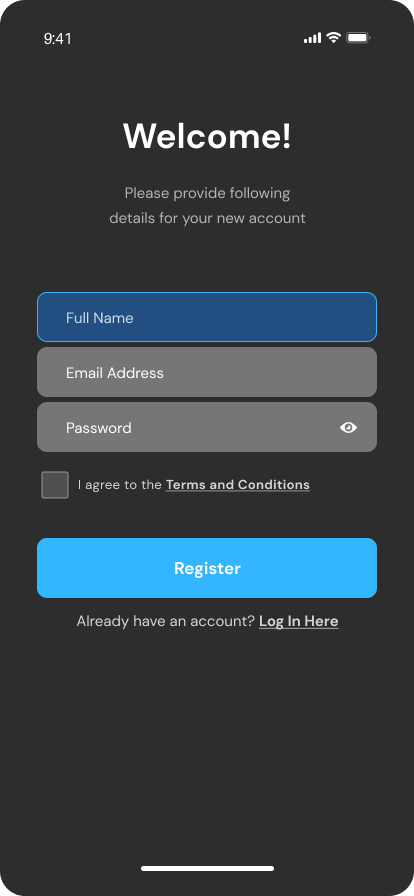 9:41
Welcome!
Please provide following
details for your new account
Full Name
Email Address
Password
I agree to the Terms and Conditions
Register
Already have an account? Log In Here